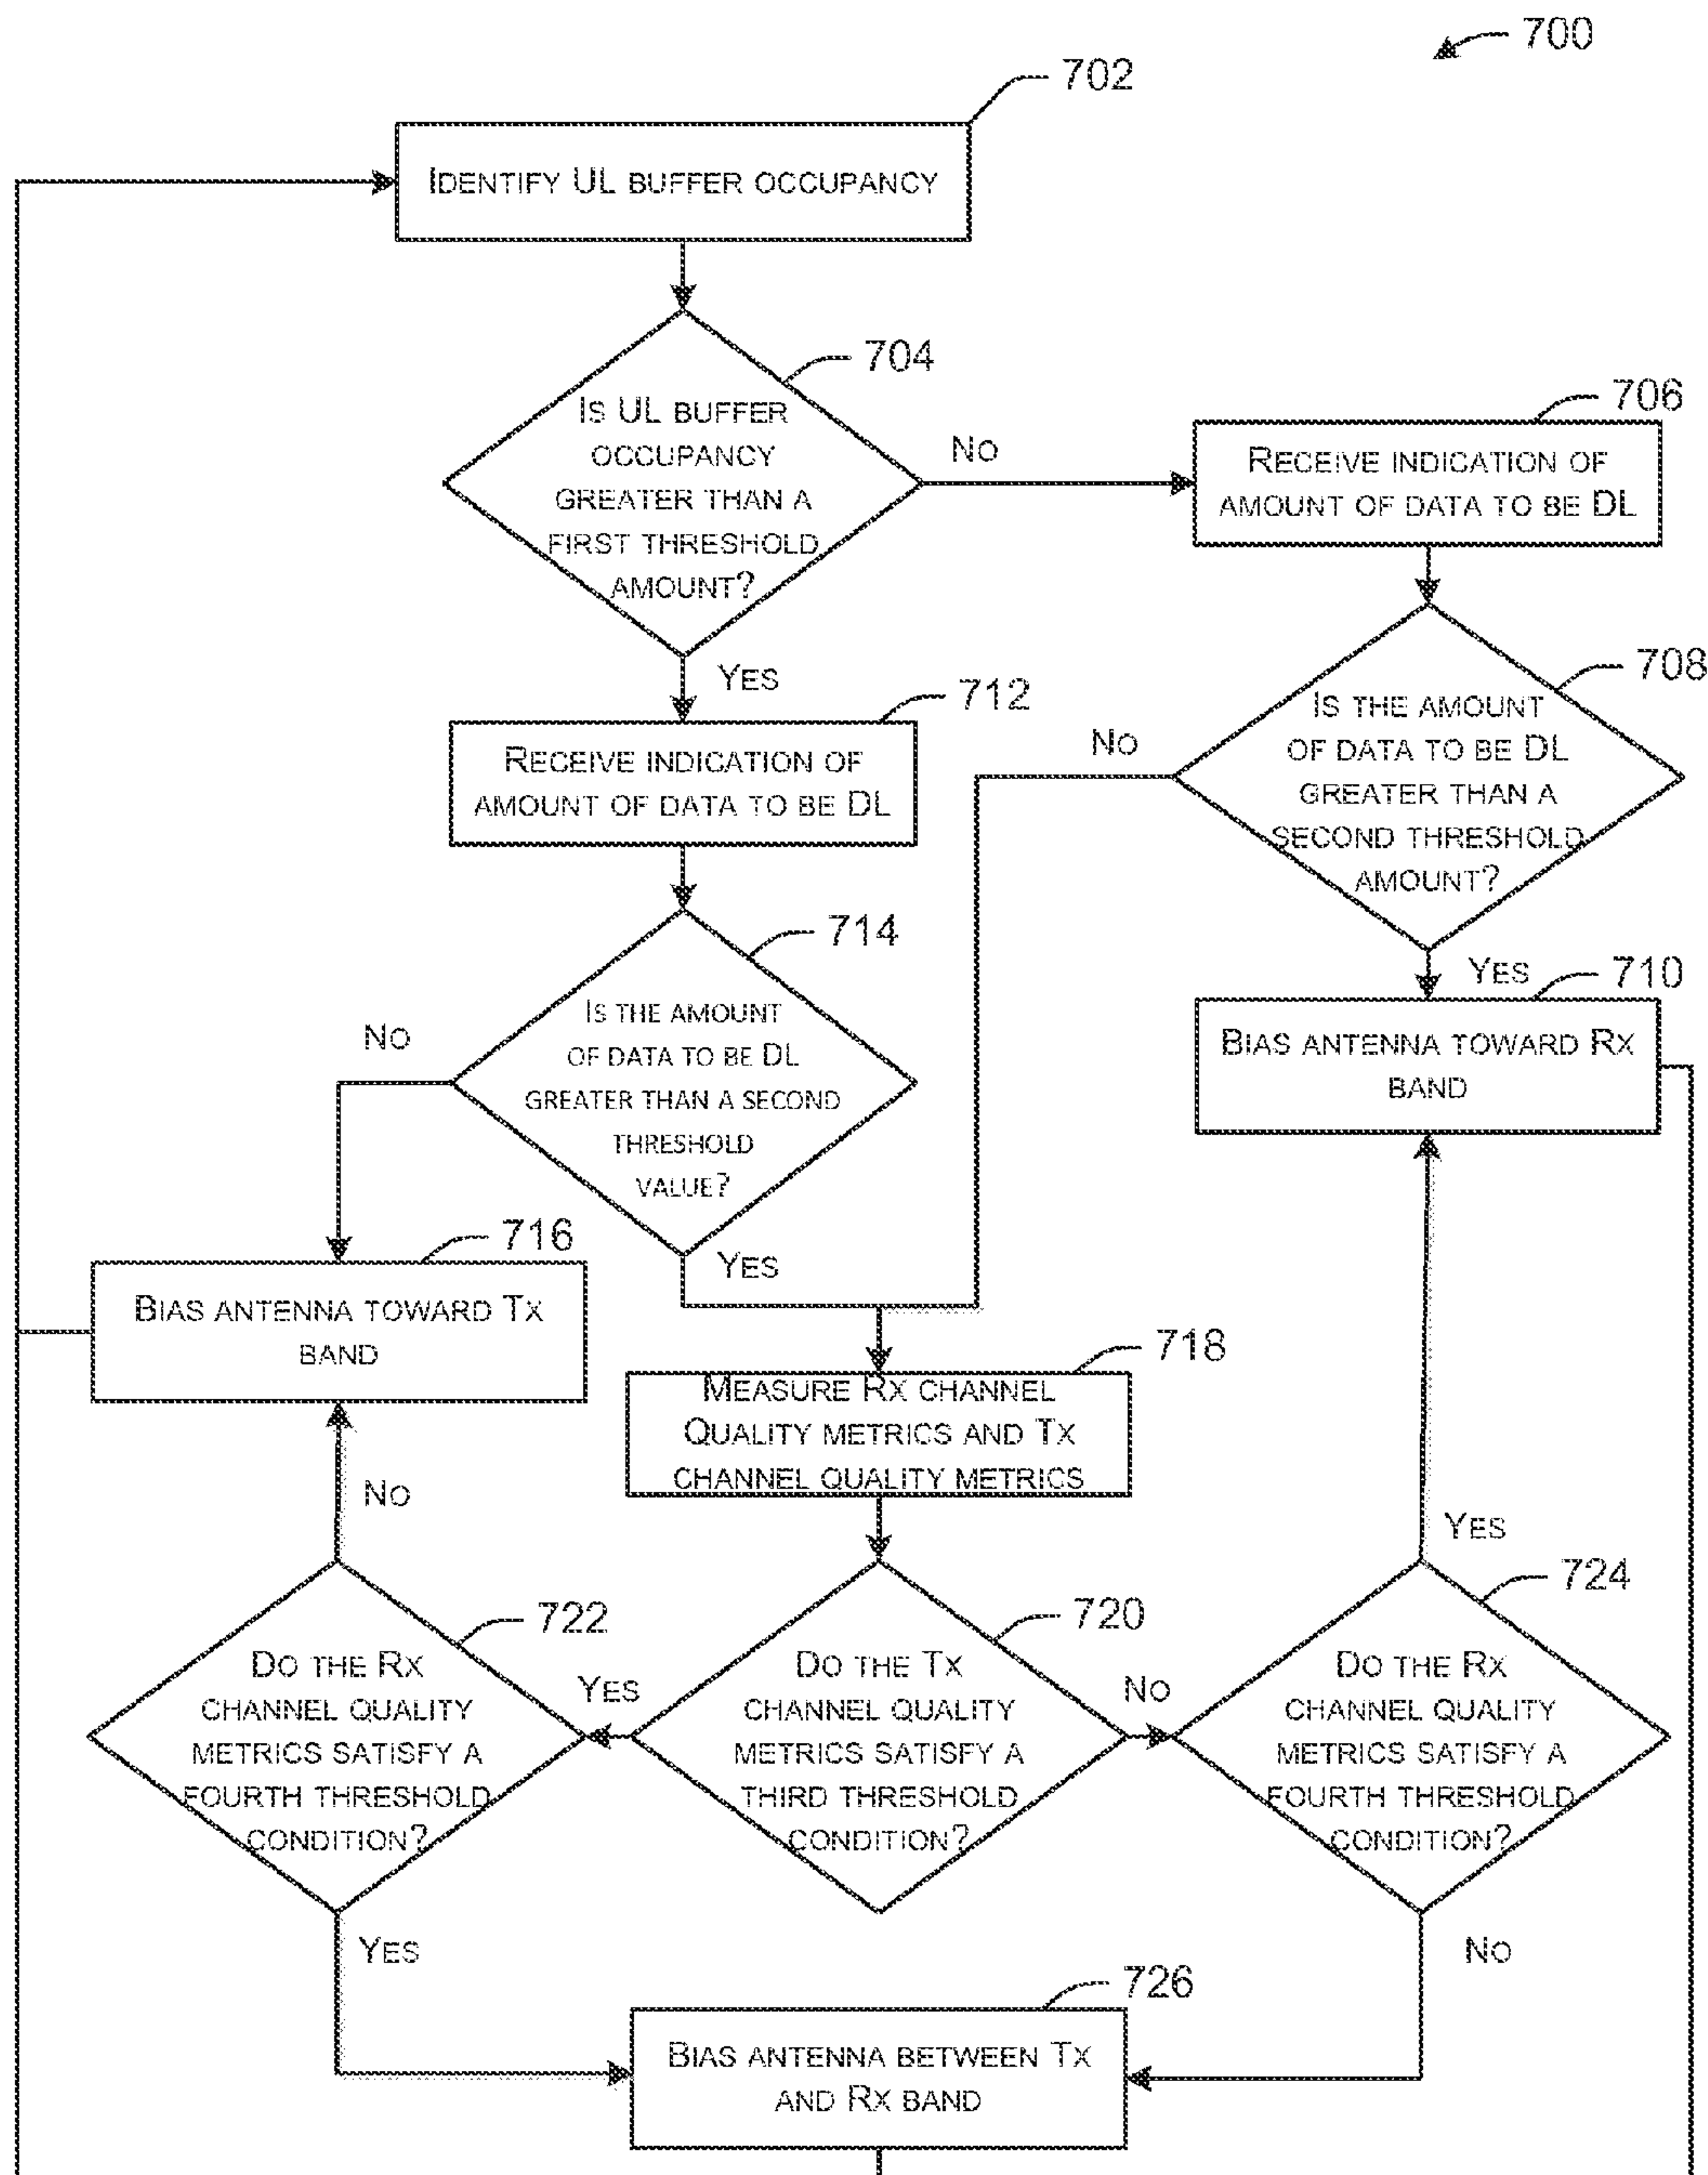 700
702
IDENTIFY UL BUFFER OCCUPANCY
704
IS UL BUFFER
OCCUPANCY
GREATER THAN A
FIRST THRESHOLD
AMOUNT?
NO
706
RECEIVE INDICATION OF
AMOUNT OF DATA TO BE DL
YES
708
IS THE AMOUNT
OF DATA TO BE DL
GREATER THAN A
SECOND THRESHOLD
AMOUNT?
NO
712
RECEIVE INDICATION OF
AMOUNT OF DATA TO BE DL
714
IS THE AMOUNT
OF DATA TO BE DL
GREATER THAN A SECOND
THRESHOLD
VALUE?
NO
YES
YES
710
BIAS ANTENNA TOWARD RX
BAND
716
BIAS ANTENNA TOWARD TX
BAND
718
MEASURE RX CHANNEL
QUALITY METRICS AND TX
CHANNEL QUALITY METRICS
NO
YES
722
DO THE RX
CHANNEL QUALITY
METRICS SATISFY A
FOURTH THRESHOLD
CONDITION?
YES
720
DO THE TX
CHANNEL QUALITY
METRICS SATISFY A
THIRD THRESHOLD
CONDITION?
NO
724
DO THE RX
CHANNEL QUALITY
METRICS SATISFY A
FOURTH THRESHOLD
CONDITION?
YES
NO
726
BIAS ANTENNA BETWEEN TX
AND RX BAND